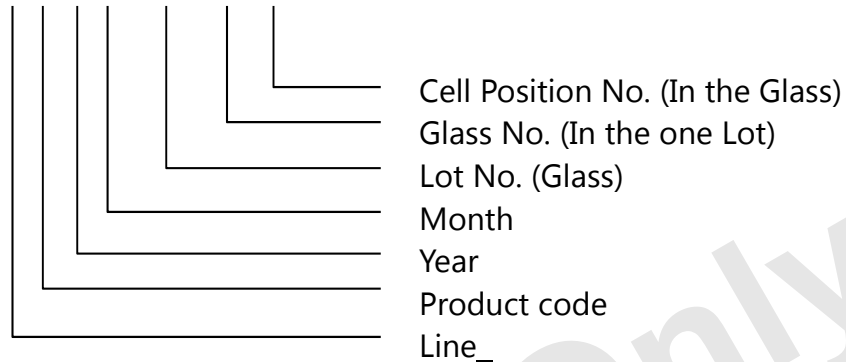 Cell Position No. (In the Glass)
Glass No. (In the one Lot)
Lot No. (Glass)
Month
Year
Product code
Line_
only